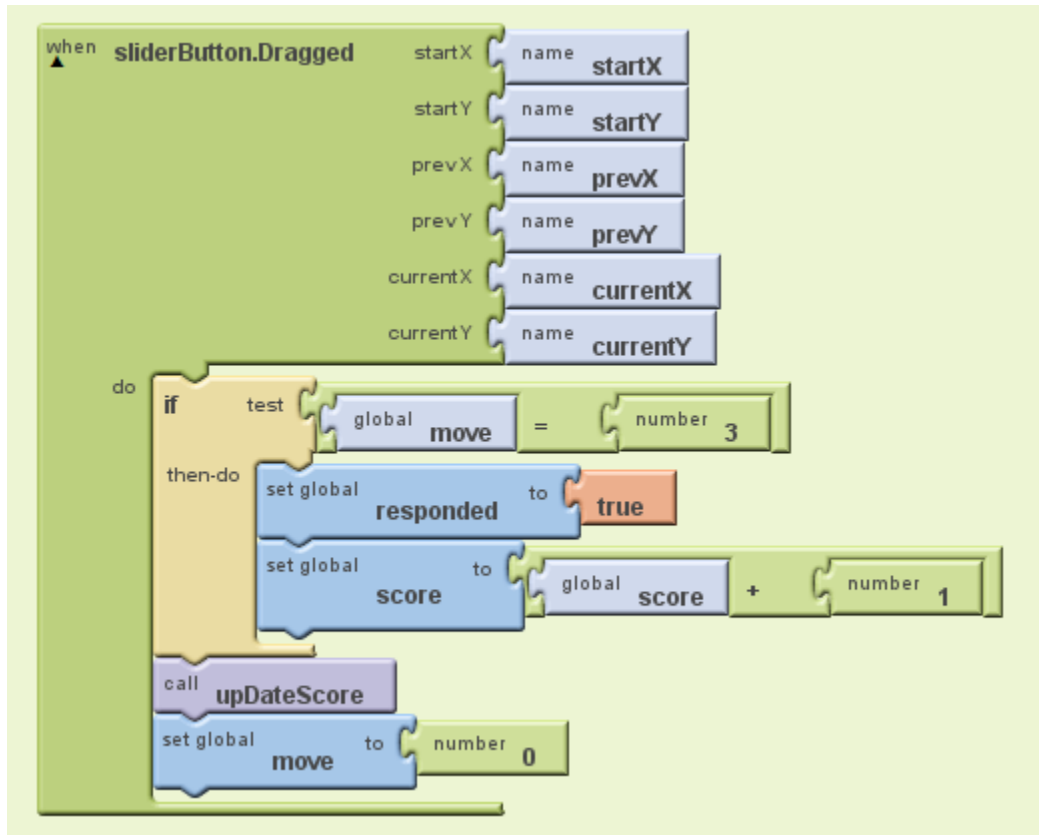 when sliderButton.Dragged startX name startX
startY name startY
prevX name prevX
prevY name prevY
currentX name currentX
currentY name currentY
do if test global move = number 3
then-do set global responded to true
set global score to global score + number 1
call upDateScore
set global move to number 0